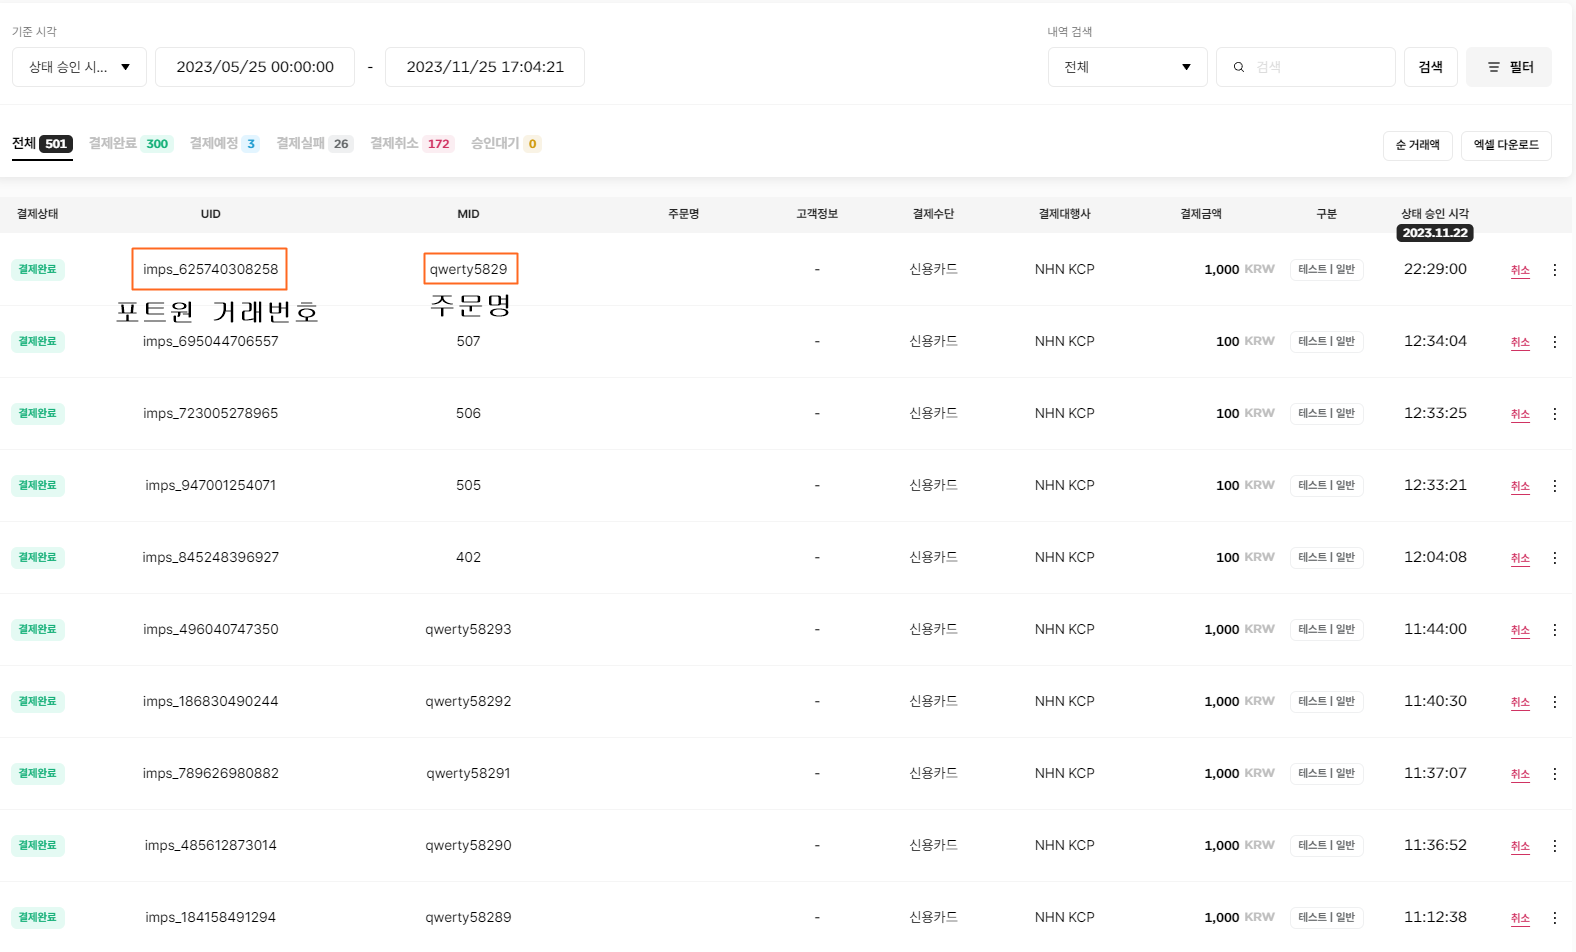 기준 시각 내역 검색
상태 승인 시... 2023/05/25 00:00:00 - 2023/11/25 17:04:21 전체 검색 검색 필터
전체 501 결제완료 300 결제예정 3 결제실패 26 결제취소 172 승인대기 0 순 거래액 엑셀 다운로드
결제상태 UID MID 주문명 고객정보 결제수단 결제대행사 결제금액 구분 상태 승인 시각
2023.11.22
결제완료 imps_625740308258 qwerty5829 - 신용카드 NHN KCP 1,000 KRW 테스트 | 일반 22:29:00 취소
포트원 거래번호 주문명
결제완료 imps_695044706557 507 - 신용카드 NHN KCP 100 KRW 테스트 | 일반 12:34:04 취소
결제완료 imps_723005278965 506 - 신용카드 NHN KCP 100 KRW 테스트 | 일반 12:33:25 취소
결제완료 imps_947001254071 505 - 신용카드 NHN KCP 100 KRW 테스트 | 일반 12:33:21 취소
결제완료 imps_845248396927 402 - 신용카드 NHN KCP 100 KRW 테스트 | 일반 12:04:08 취소
결제완료 imps_496040747350 qwerty58293 - 신용카드 NHN KCP 1,000 KRW 테스트 | 일반 11:44:00 취소
결제완료 imps_186830490244 qwerty58292 - 신용카드 NHN KCP 1,000 KRW 테스트 | 일반 11:40:30 취소
결제완료 imps_789626980882 qwerty58291 - 신용카드 NHN KCP 1,000 KRW 테스트 | 일반 11:37:07 취소
결제완료 imps_485612873014 qwerty58290 - 신용카드 NHN KCP 1,000 KRW 테스트 | 일반 11:36:52 취소
결제완료 imps_184158491294 qwerty58289 - 신용카드 NHN KCP 1,000 KRW 테스트 | 일반 11:12:38 취소